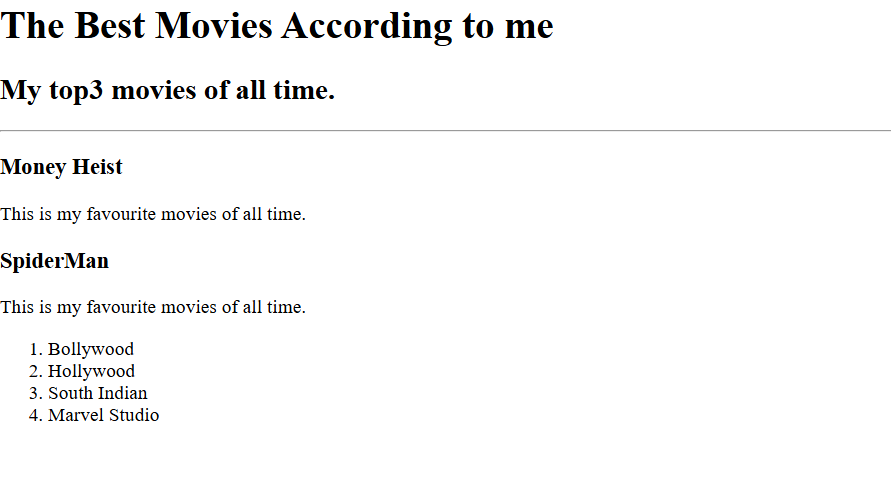 The Best Movies According to me
My top3 movies of all time.
Money Heist
This is my favourite movies of all time.
SpiderMan
This is my favourite movies of all time.
1. Bollywood
2. Hollywood
3. South Indian
4. Marvel Studio